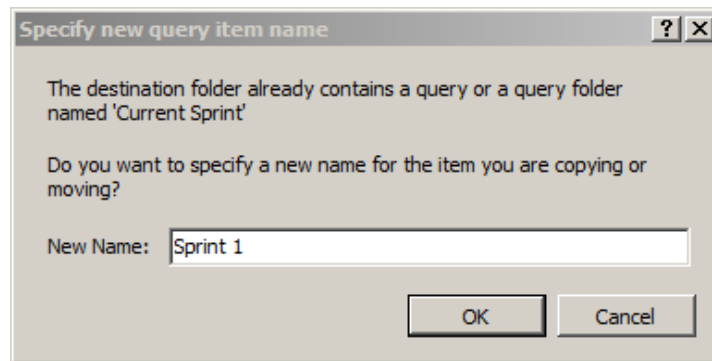 Specify new query item name
The destination folder already contains a query or a query folder
named 'Current Sprint'
Do you want to specify a new name for the item you are copying or
moving?
New Name: Sprint 1
OK Cancel